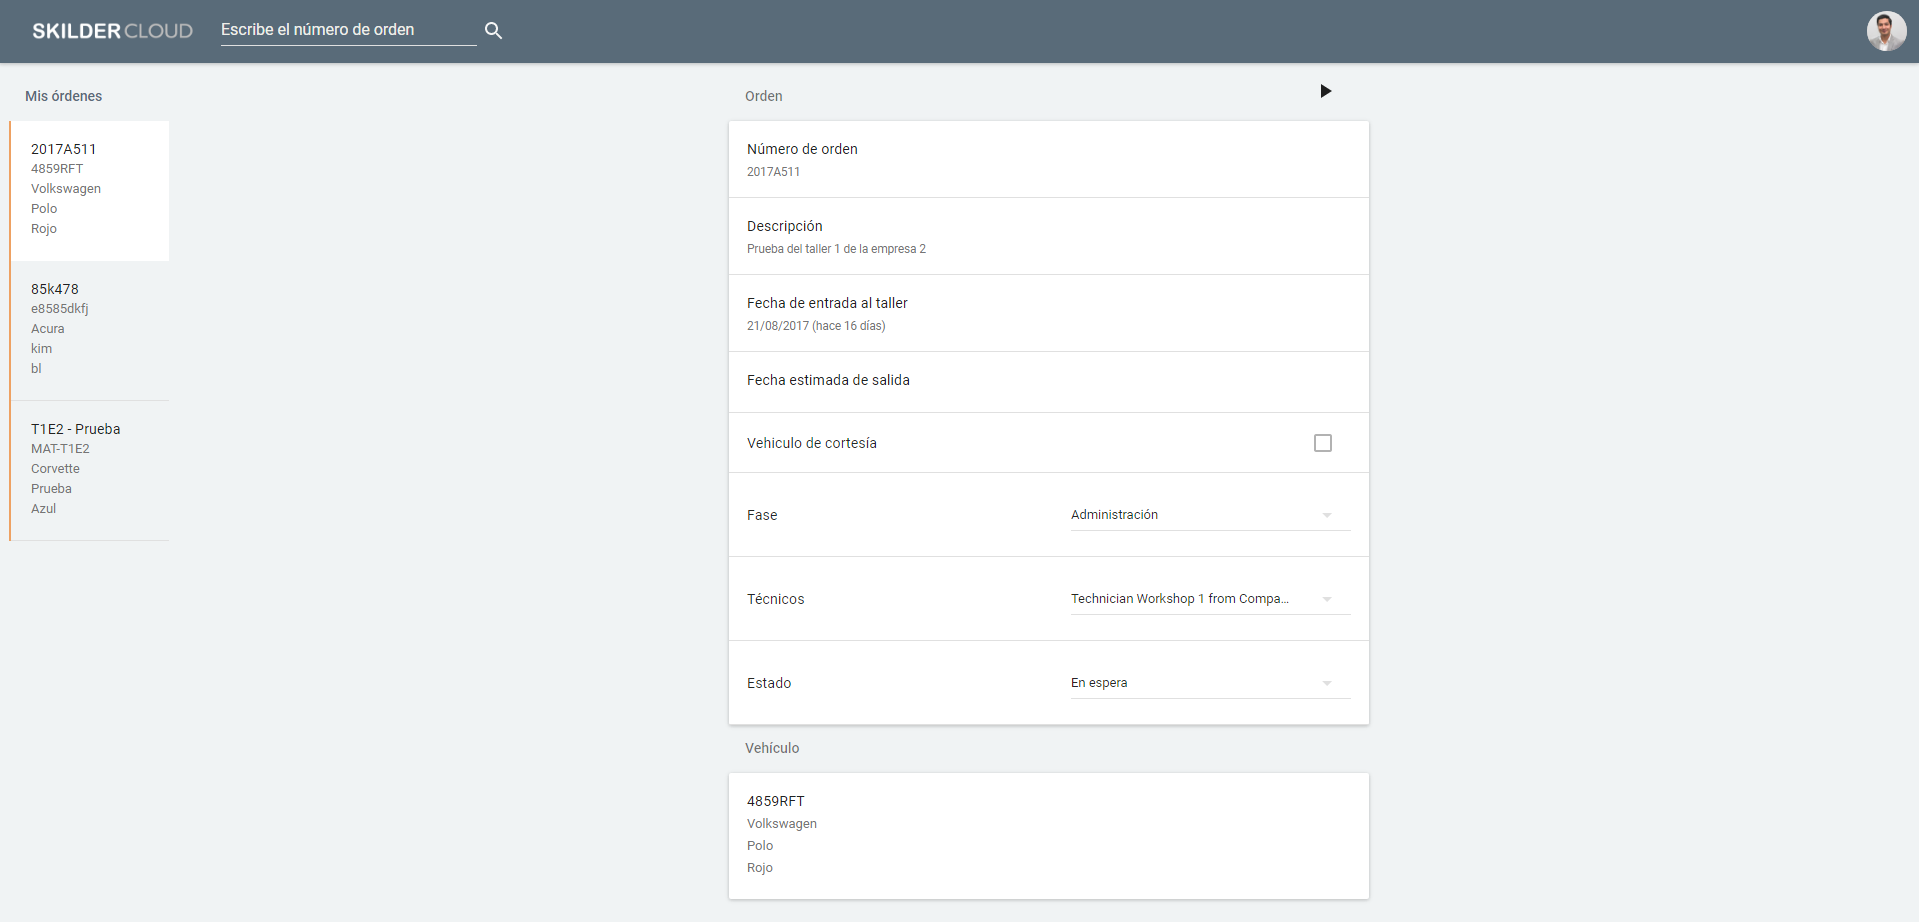 SKILDER CLOUD
Escribe el número de orden
Mis órdenes
2017A511
4859RFT
Volkswagen
Polo
Rojo
85k478
e8585dkfj
Acura
kim
bl
T1E2 - Prueba
MAT-T1E2
Corvette
Prueba
Azul
Orden
Número de orden
2017A511
Descripción
Prueba del taller 1 de la empresa 2
Fecha de entrada al taller
21/08/2017 (hace 16 días)
Fecha estimada de salida
Vehiculo de cortesía
Fase
Administración
Técnicos
Technician Workshop 1 from Compa...
Estado
En espera
Vehículo
4859RFT
Volkswagen
Polo
Rojo